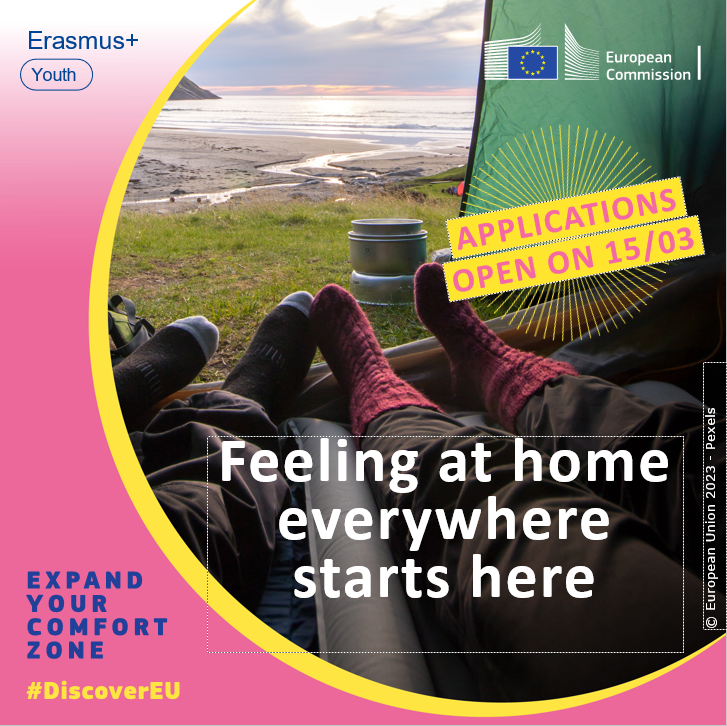 Erasmus+
Youth
European
Commission
APPLICATIONS
OPEN ON 15/03
Feeling at home
everywhere
starts here
© European Union 2023 - Pexels
EXPAND
YOUR
COMFORT
ZONE
#DiscoverEU